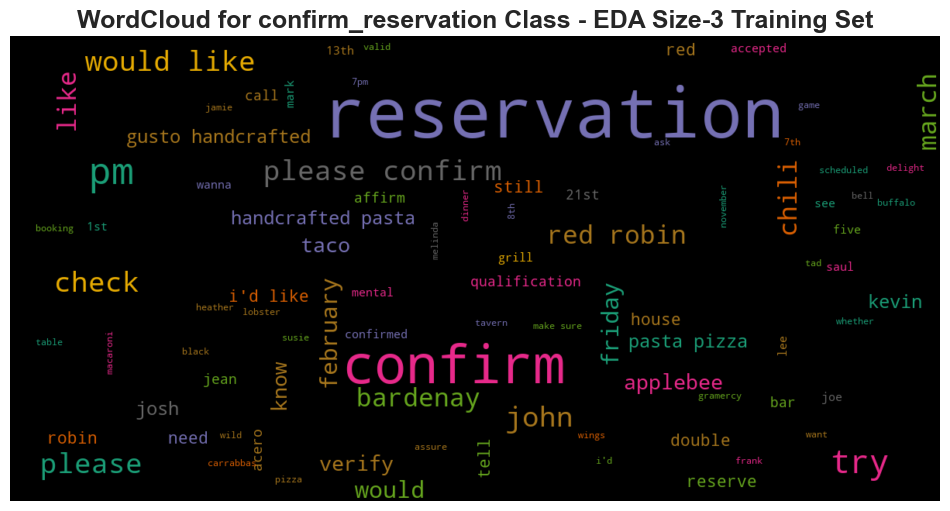 WordCloud for confirm_reservation Class - EDA Size-3 Training Set
13th
valid
red
accepted
would like
like
7pm
call
mark
jamie
reservation
game
march
gusto handcrafted
ask
7th
pm
please confirm
chili
scheduled
delight
wanna
affirm
still
21st
november
see
bell
buffalo
dinner
8th
handcrafted pasta
booking
1st
melinda
taco
red robin
five
grill
tad
saul
check
qualification
i'd like
mental
february
friday
kevin
heather
lobster
house
whether
tavern
make sure
confirmed
susie
table
macaroni
black
pasta pizza
lee
confirm
jean
know
applebee
bardenay
gramercy
bar
joe
josh
john
robin
need
wild
acero
assure
tell
wings
double
want
please
carrabbas
verify
i'd
frank
try
pizza
would
reserve